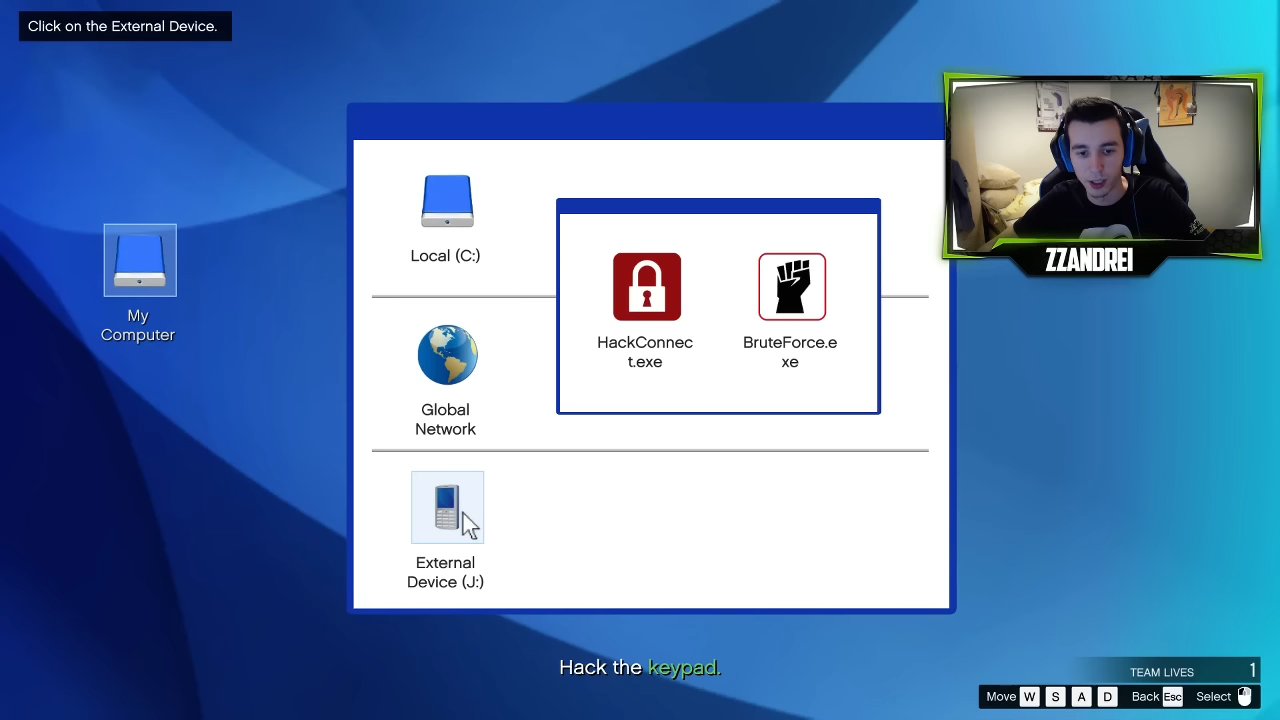 Click on the External Device.
My
Computer
Local (C:)
Global
Network
External
Device (J:)
HackConnec
t.exe
BruteForce.e
xe
ZZANDREI
Hack the keypad.
TEAM LIVES 1
Move W S A D Back Esc Select